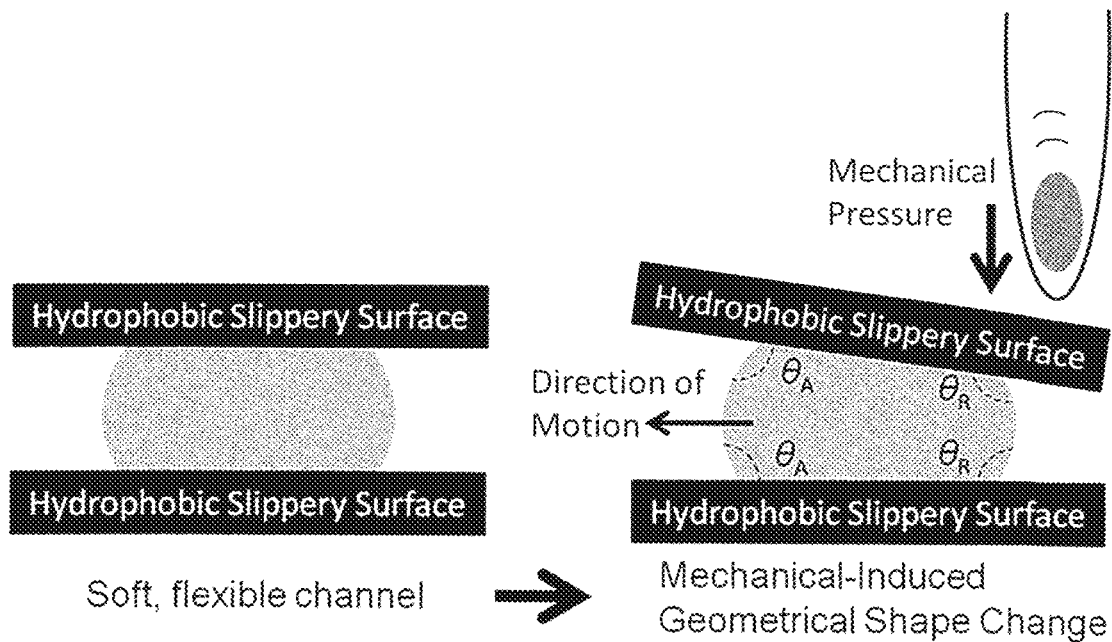 Mechanical
Pressure
Hydrophobic Slippery Surface
Hydrophobic Slippery Surface
Direction of
Motion
θA
θR
θA
θR
Hydrophobic Slippery Surface
Hydrophobic Slippery Surface
Soft, flexible channel
Mechanical-Induced
Geometrical Shape Change